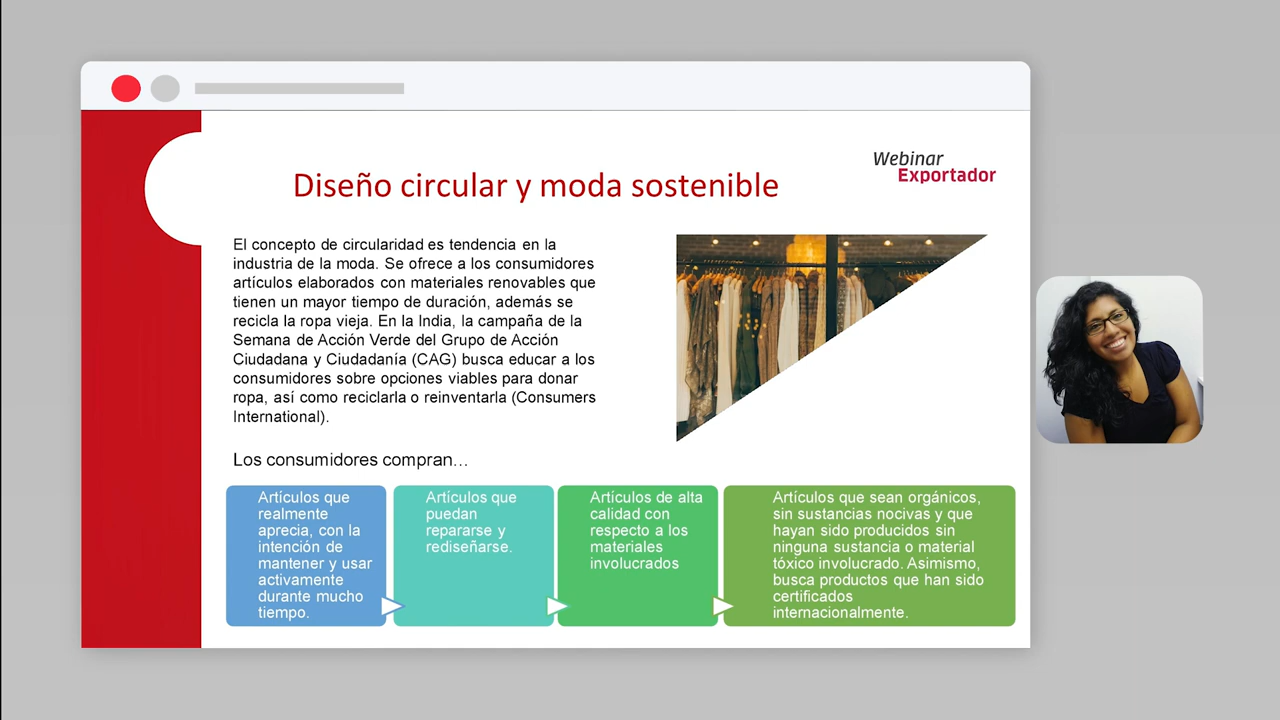 Webinar
Exportador
Diseño circular y moda sostenible
El concepto de circularidad es tendencia en la
industria de la moda. Se ofrece a los consumidores
artículos elaborados con materiales renovables que
tienen un mayor tiempo de duración, además se
recicla la ropa vieja. En la India, la campaña de la
Semana de Acción Verde del Grupo de Acción
Ciudadana y Ciudadanía (CAG) busca educar a los
consumidores sobre opciones viables para donar
ropa, así como reciclarla o reinventarla (Consumers
International).
Los consumidores compran...
Artículos que
realmente
aprecia, con la
intención de
mantener y usar
activamente
durante mucho
tiempo.
Artículos que
puedan
repararse y
rediseñarse.
Artículos de alta
calidad con
respecto a los
materiales
involucrados
Artículos que sean orgánicos,
sin sustancias nocivas y que
hayan sido producidos sin
ninguna sustancia o material
tóxico involucrado. Asimismo,
busca productos que han sido
certificados
internacionalmente.